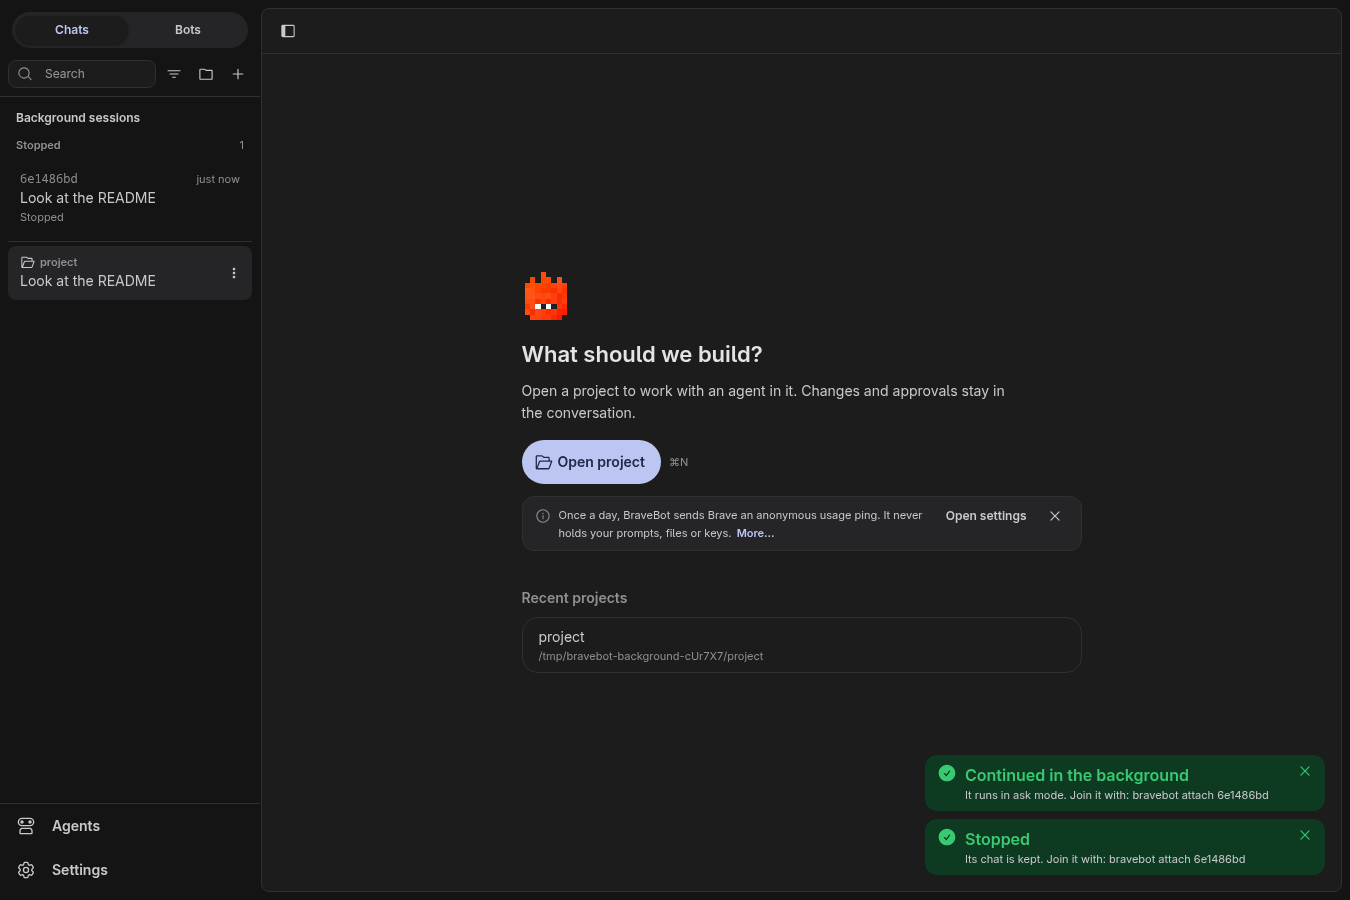 Chats
Bots
Search
Background sessions
Stopped 1
6e1486bd just now
Look at the README
Stopped
project
Look at the README
Agents
Settings
What should we build?
Open a project to work with an agent in it. Changes and approvals stay in
the conversation.
Open project ⌘N
Once a day, BraveBot sends Brave an anonymous usage ping. It never
holds your prompts, files or keys. More...
Open settings
Recent projects
project
/tmp/bravebot-background-cUr7X7/project
Continued in the background
It runs in ask mode. Join it with: bravebot attach 6e1486bd
Stopped
Its chat is kept. Join it with: bravebot attach 6e1486bd